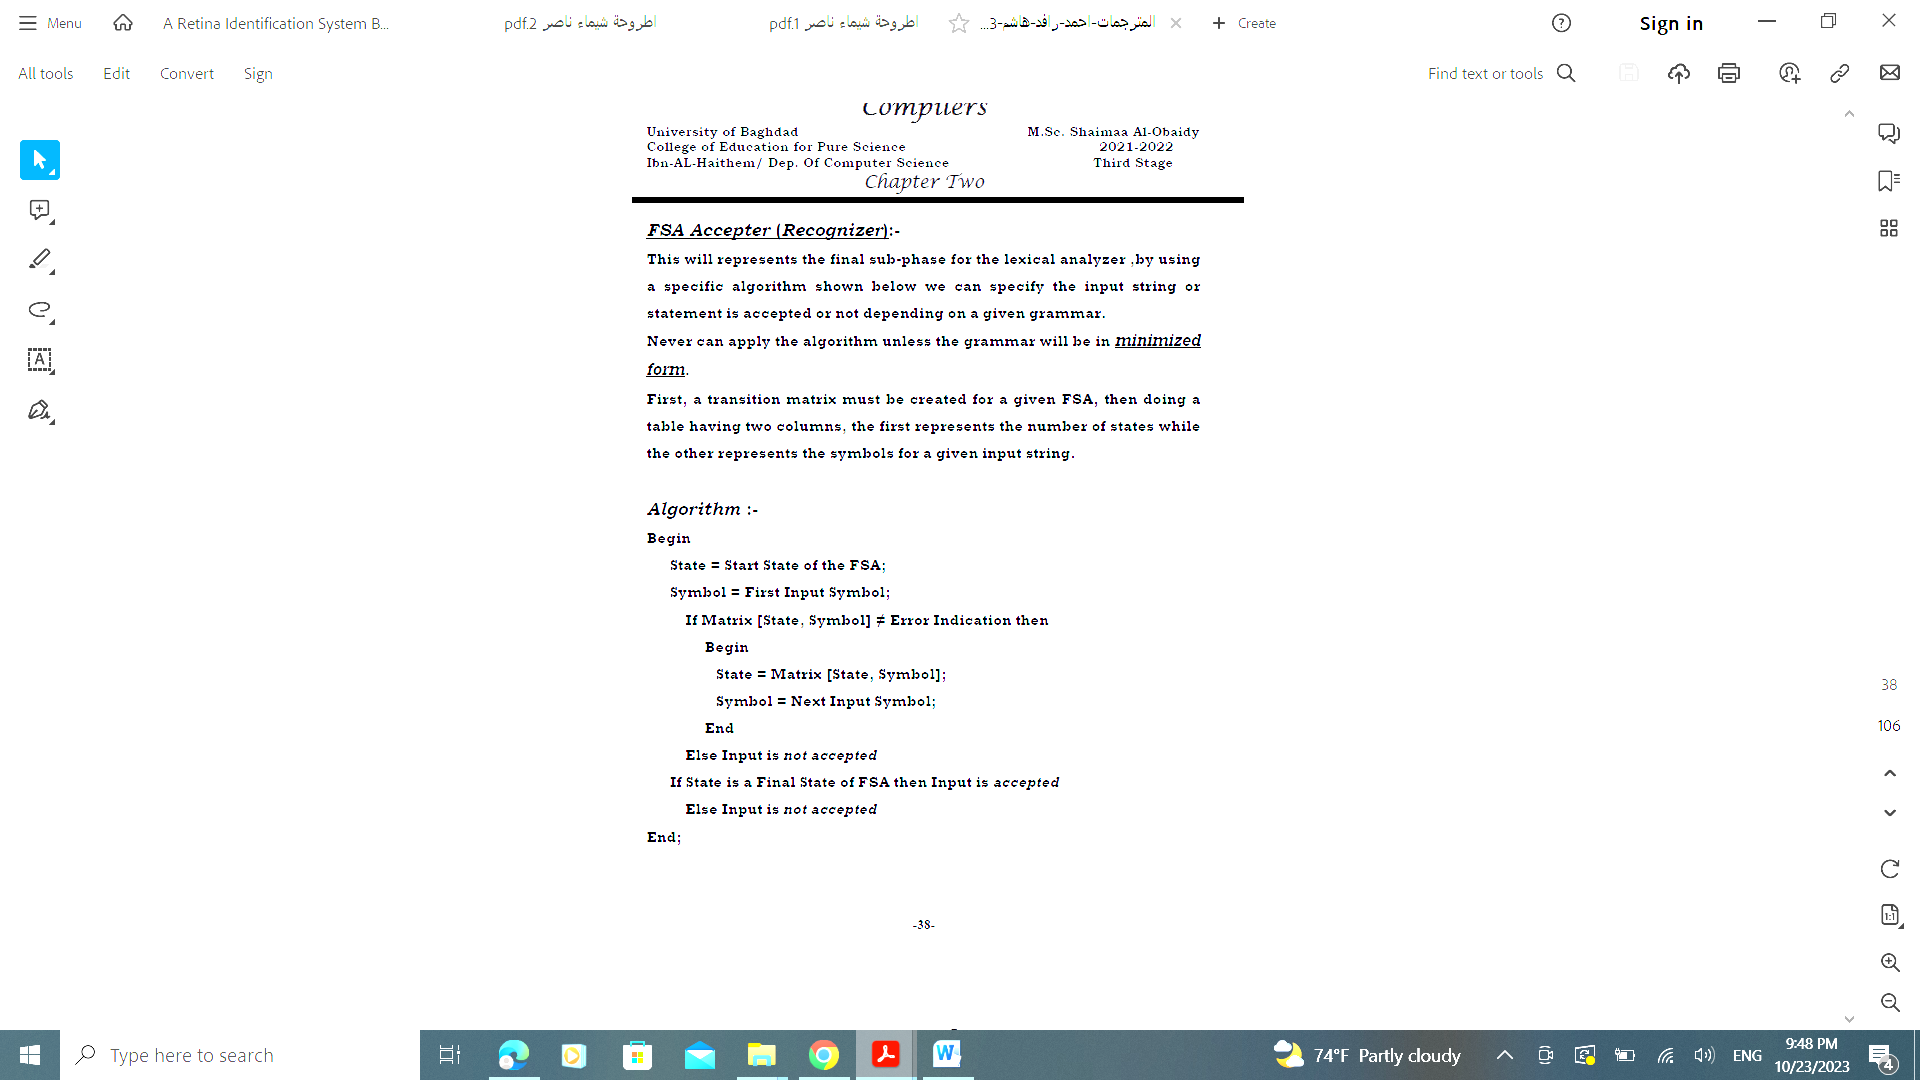 Menu
A Retina Identification System B...
اطروحة شيماء ناصر 2.pdf
اطروحة شيماء ناصر 1.pdf
المترجمات-احمد-رافد-هاشم-3...
Create
Sign in
All tools
Edit
Convert
Sign
Find text or tools
Compilers
University of Baghdad
M.Sc. Shaimaa Al-Obaidy
College of Education for Pure Science
2021-2022
Ibn-AL-Haithem/ Dep. Of Computer Science
Third Stage
Chapter Two
FSA Accepter (Recognizer):-
This will represents the final sub-phase for the lexical analyzer ,by using
a specific algorithm shown below we can specify the input string or
statement is accepted or not depending on a given grammar.
Never can apply the algorithm unless the grammar will be in minimized
form.
First, a transition matrix must be created for a given FSA, then doing a
table having two columns, the first represents the number of states while
the other represents the symbols for a given input string.
Algorithm :-
Begin
State = Start State of the FSA;
Symbol = First Input Symbol;
If Matrix [State, Symbol] ≠ Error Indication then
Begin
State = Matrix [State, Symbol];
Symbol = Next Input Symbol;
End
Else Input is not accepted
If State is a Final State of FSA then Input is accepted
Else Input is not accepted
End;
-38-
38
106
Type here to search
74°F Partly cloudy
ENG
9:48 PM
10/23/2023
4